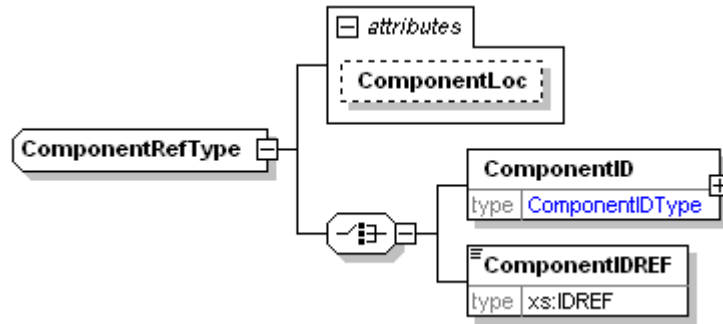 attributes
ComponentLoc
ComponentRefType
ComponentID
type ComponentIDType
ComponentIDREF
type xs:IDREF